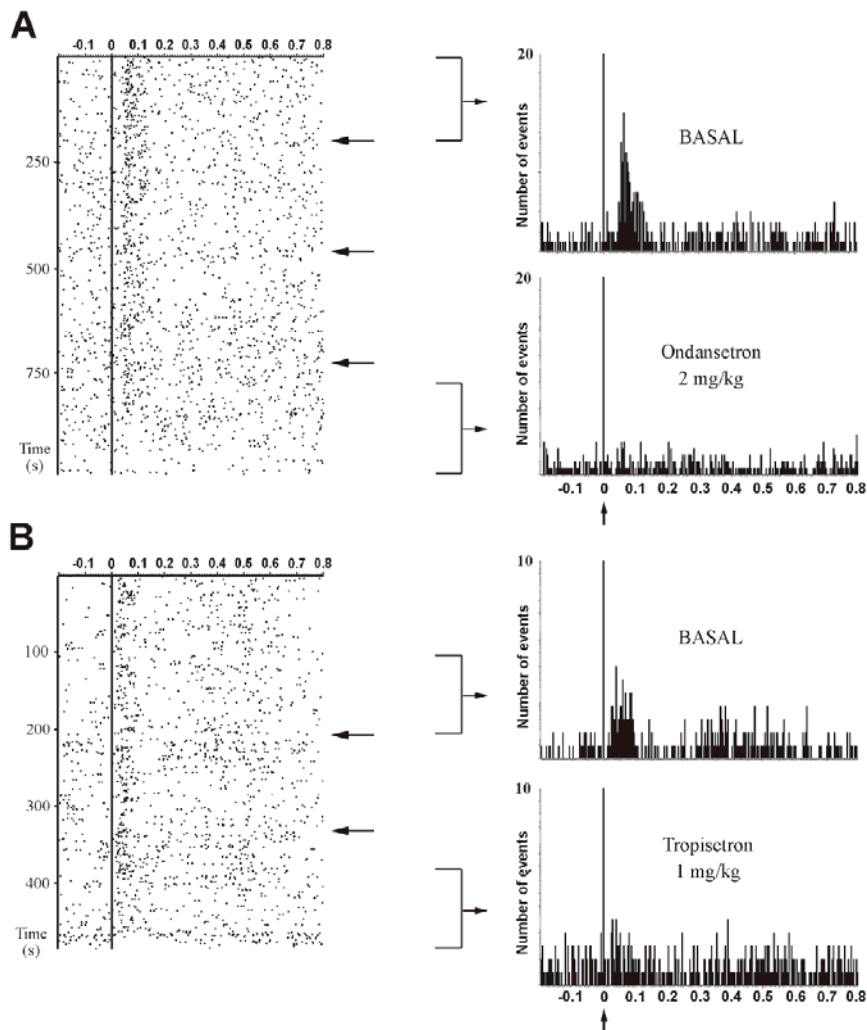 A
-0.1 0 0.1 0.2 0.3 0.4 0.5 0.6 0.7 0.8
250
500
750
Time
(s)
20
Number of events
BASAL
20
Number of events
Ondansetron
2 mg/kg
-0.1 0 0.1 0.2 0.3 0.4 0.5 0.6 0.7 0.8
B
-0.1 0 0.1 0.2 0.3 0.4 0.5 0.6 0.7 0.8
100
200
300
400
Time
(s)
10
Number of events
BASAL
10
Number of events
Tropisetron
1 mg/kg
-0.1 0 0.1 0.2 0.3 0.4 0.5 0.6 0.7 0.8